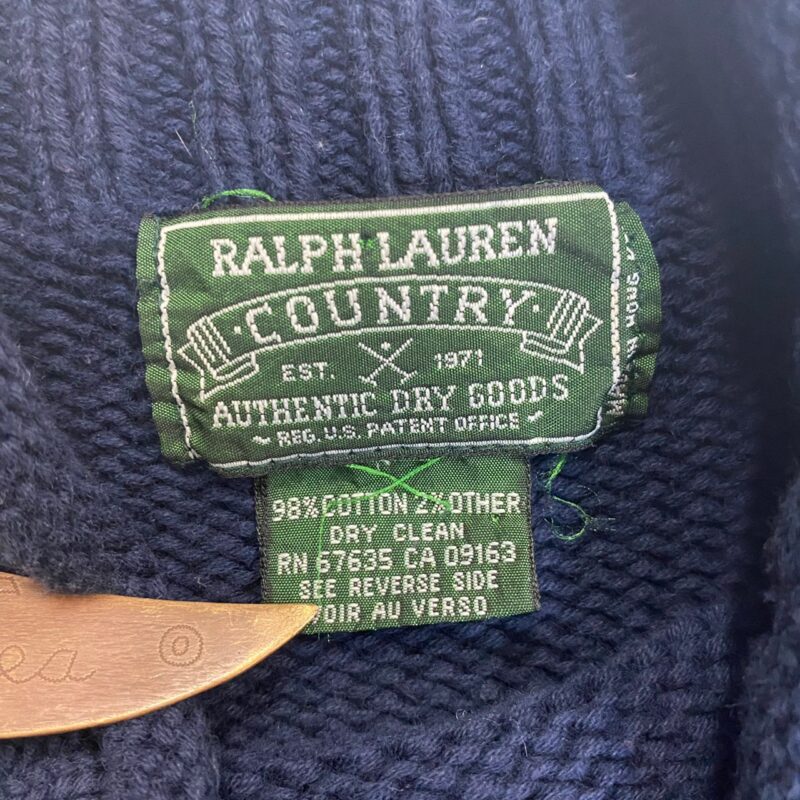 RALPH LAUREN
COUNTRY
EST. 1971
AUTHENTIC DRY GOODS
REG. U.S. PATENT OFFICE
98% COTTON 2% OTHER
DRY CLEAN
RN 67635 CA 09163
SEE REVERSE SIDE
VOIR AU VERSO
HONG